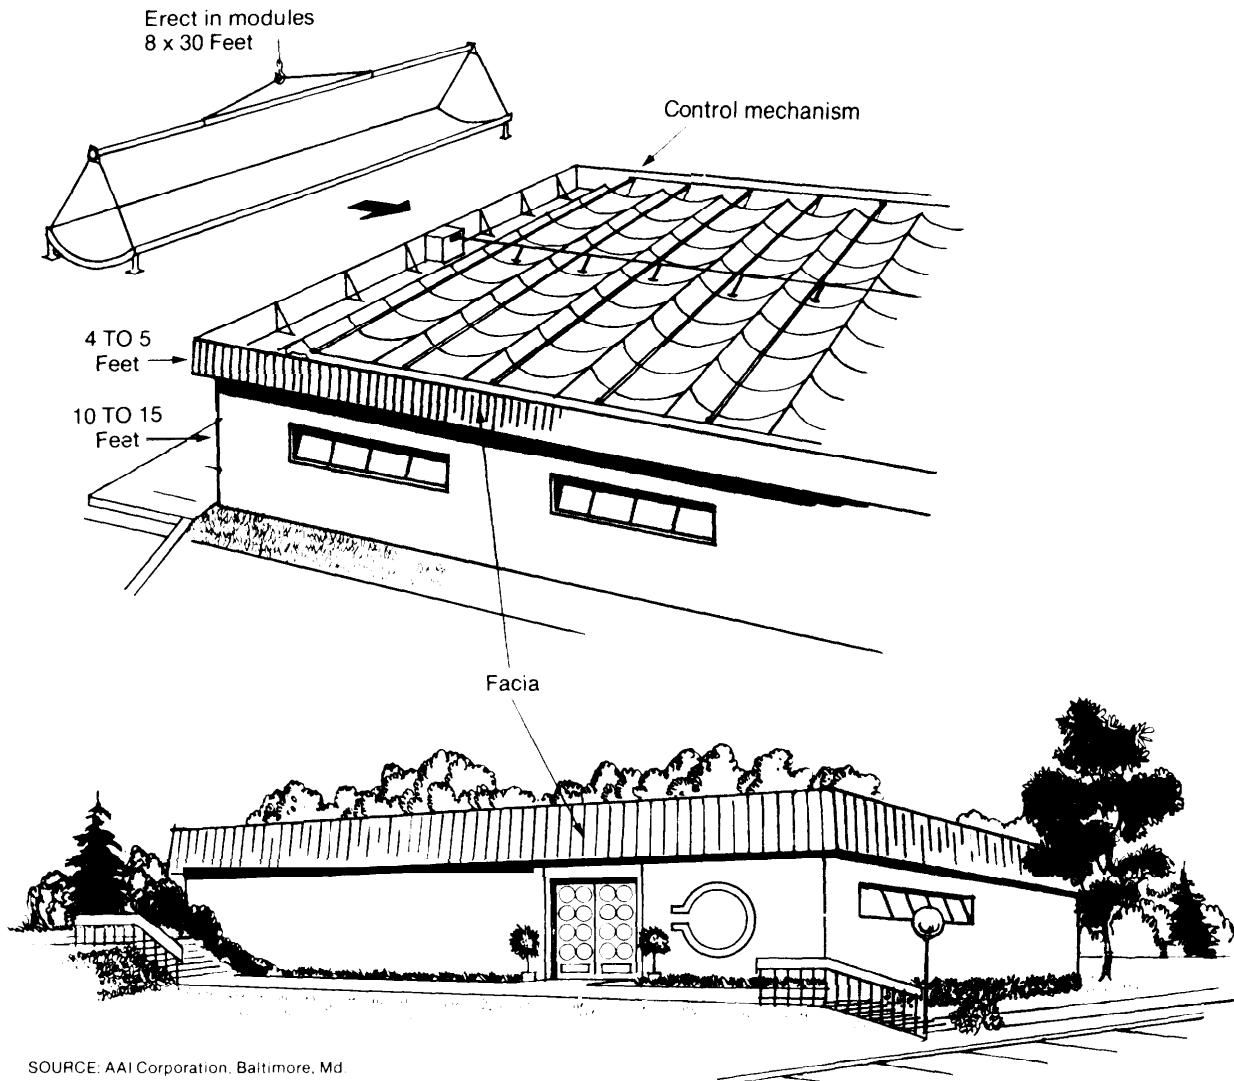 Erect in modules
8 x 30 Feet
Control mechanism
4 TO 5
Feet
10 TO 15
Feet
Facia
SOURCE: AAI Corporation, Baltimore, Md.